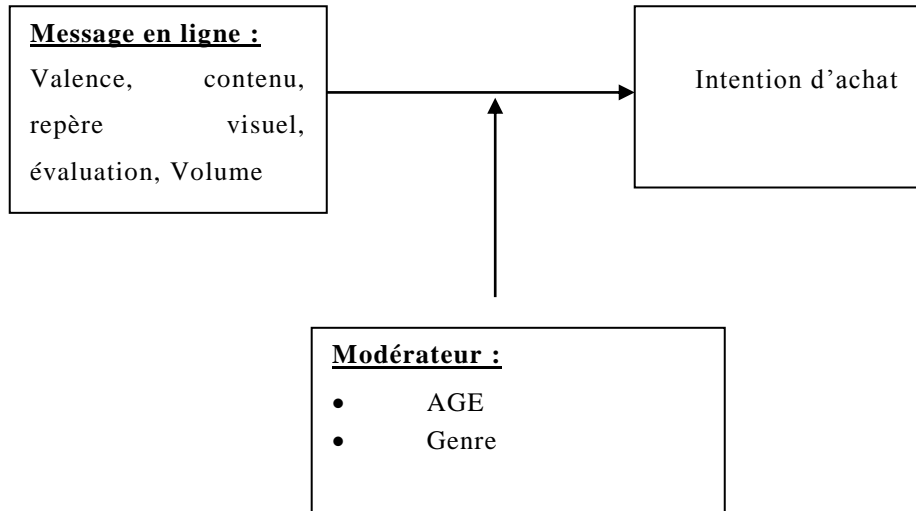 Message en ligne :
Valence, contenu,
repère visuel,
évaluation, Volume
Intention d’achat
Modérateur :
• AGE
• Genre